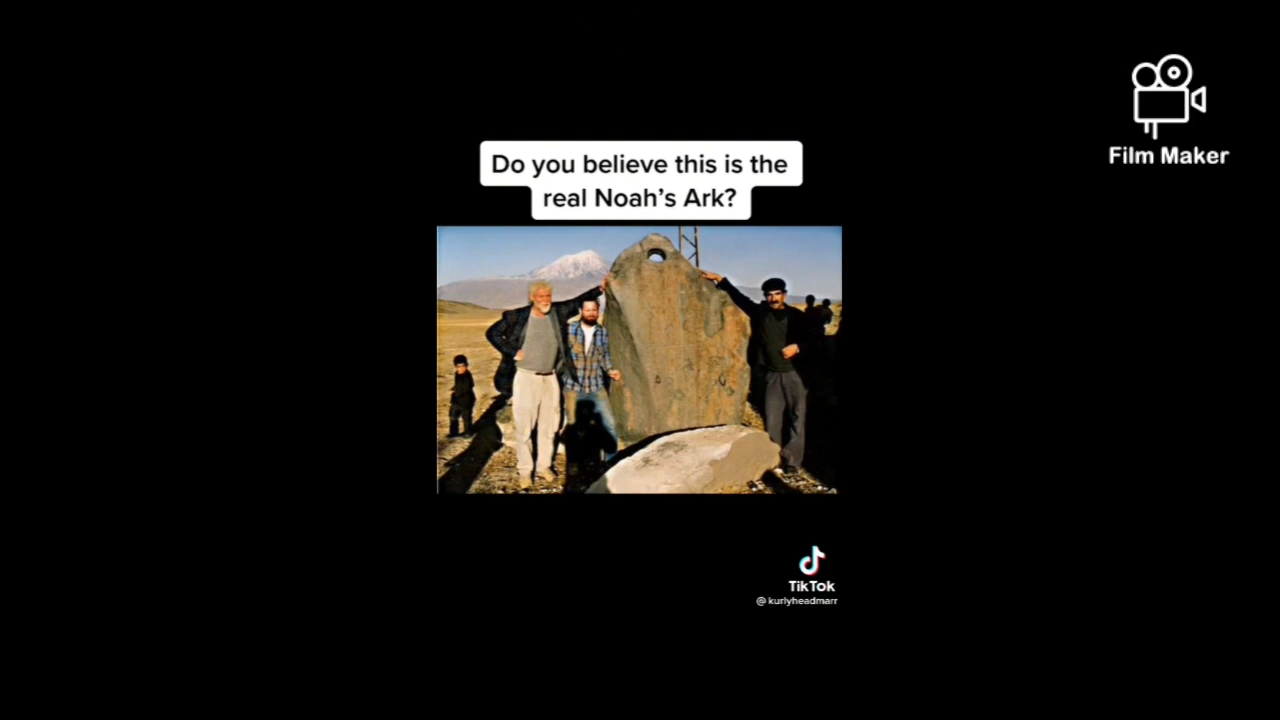 Film Maker
Do you believe this is the
real Noah’s Ark?
TikTok
@kurlyheadmarr